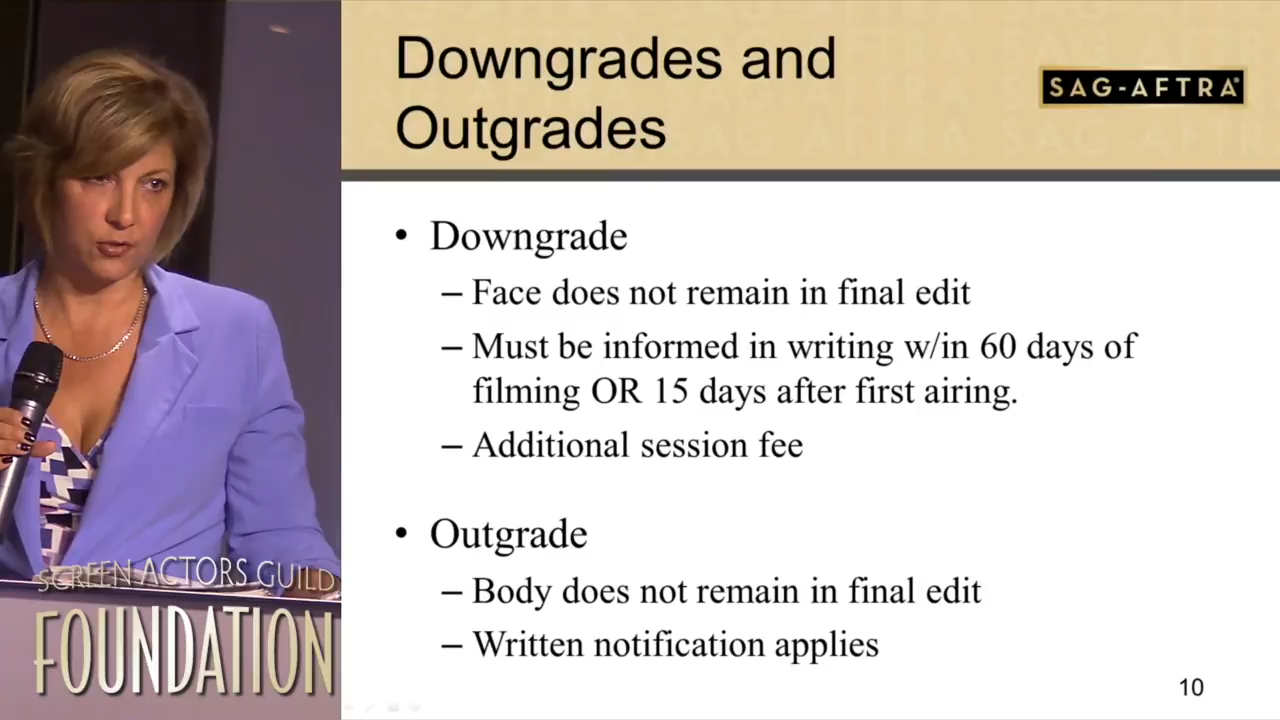 Downgrades and
Outgrades
SAG-AFTRA®
• Downgrade
– Face does not remain in final edit
– Must be informed in writing w/in 60 days of
filming OR 15 days after first airing.
– Additional session fee
• Outgrade
– Body does not remain in final edit
– Written notification applies
10
SCREEN ACTORS GUILD
FOUNDATION